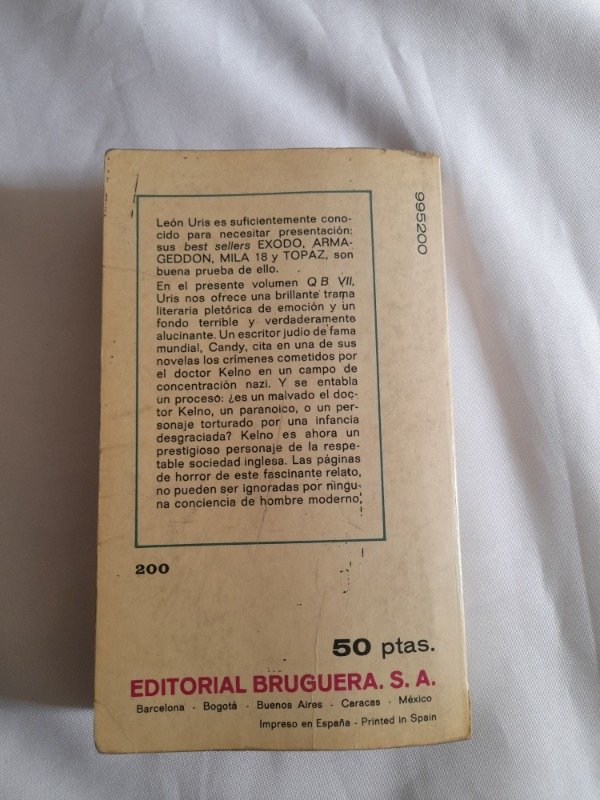 995200
León Uris es suficientemente cono-
cido para necesitar presentación:
sus best sellers EXODO, ARMA-
GEDDON, MILA 18 y TOPAZ, son
buena prueba de ello.
En el presente volumen Q B VII,
Uris nos ofrece una brillante trama
literaria pletórica de emoción y un
fondo terrible y verdaderamente
alucinante. Un escritor judio de fama
mundial, Candy, cita en una de sus
novelas los crímenes cometidos por
el doctor Kelno en un campo de
concentración nazi. Y se entabla
un proceso: ¿es un malvado el doc-
tor Kelno, un paranoico, o un per-
sonaje torturado por una infancia
desgraciada? Kelno es ahora un
prestigioso personaje de la respe-
table sociedad inglesa. Las páginas
de horror de este fascinante relato,
no pueden ser ignoradas por ningu-
na conciencia de hombre moderno.
200
50 ptas.
EDITORIAL BRUGUERA. S. A.
Barcelona - Bogotá - Buenos Aires - Caracas - México
Impreso en España - Printed in Spain